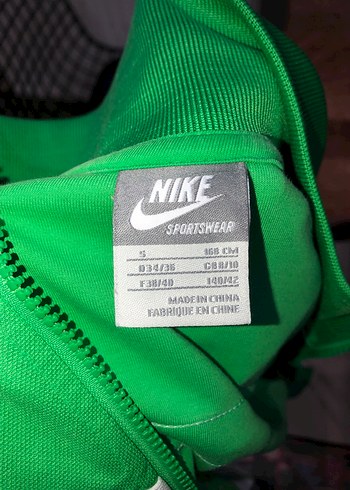 NIKE
SPORTSWEAR
S 168 CM
D34/36 GB8/10
F38/40 I40/42
MADE IN CHINA
FABRIQUE EN CHINE